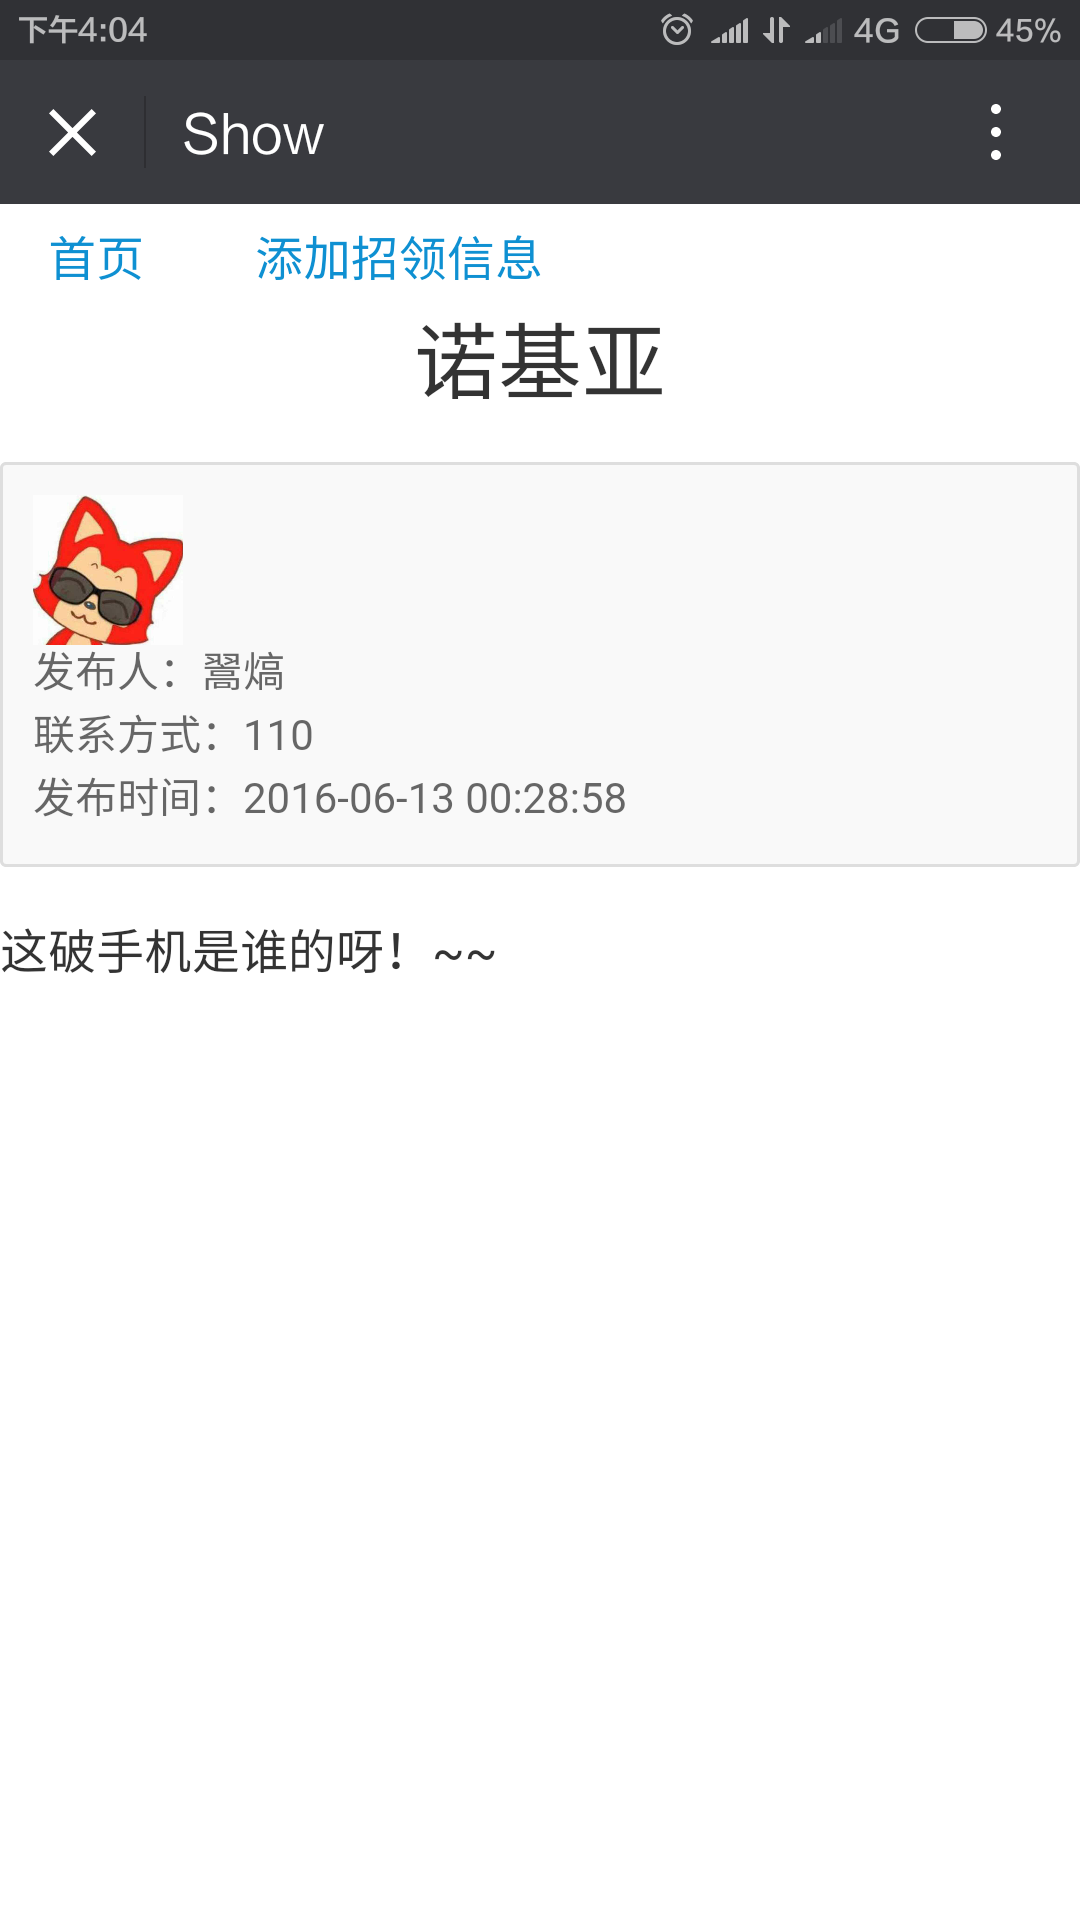 下午4:04 4G 45%
Show
首页 添加招领信息
诺基亚
发布人：翯熇
联系方式：110
发布时间：2016-06-13 00:28:58
这破手机是谁的呀！~~